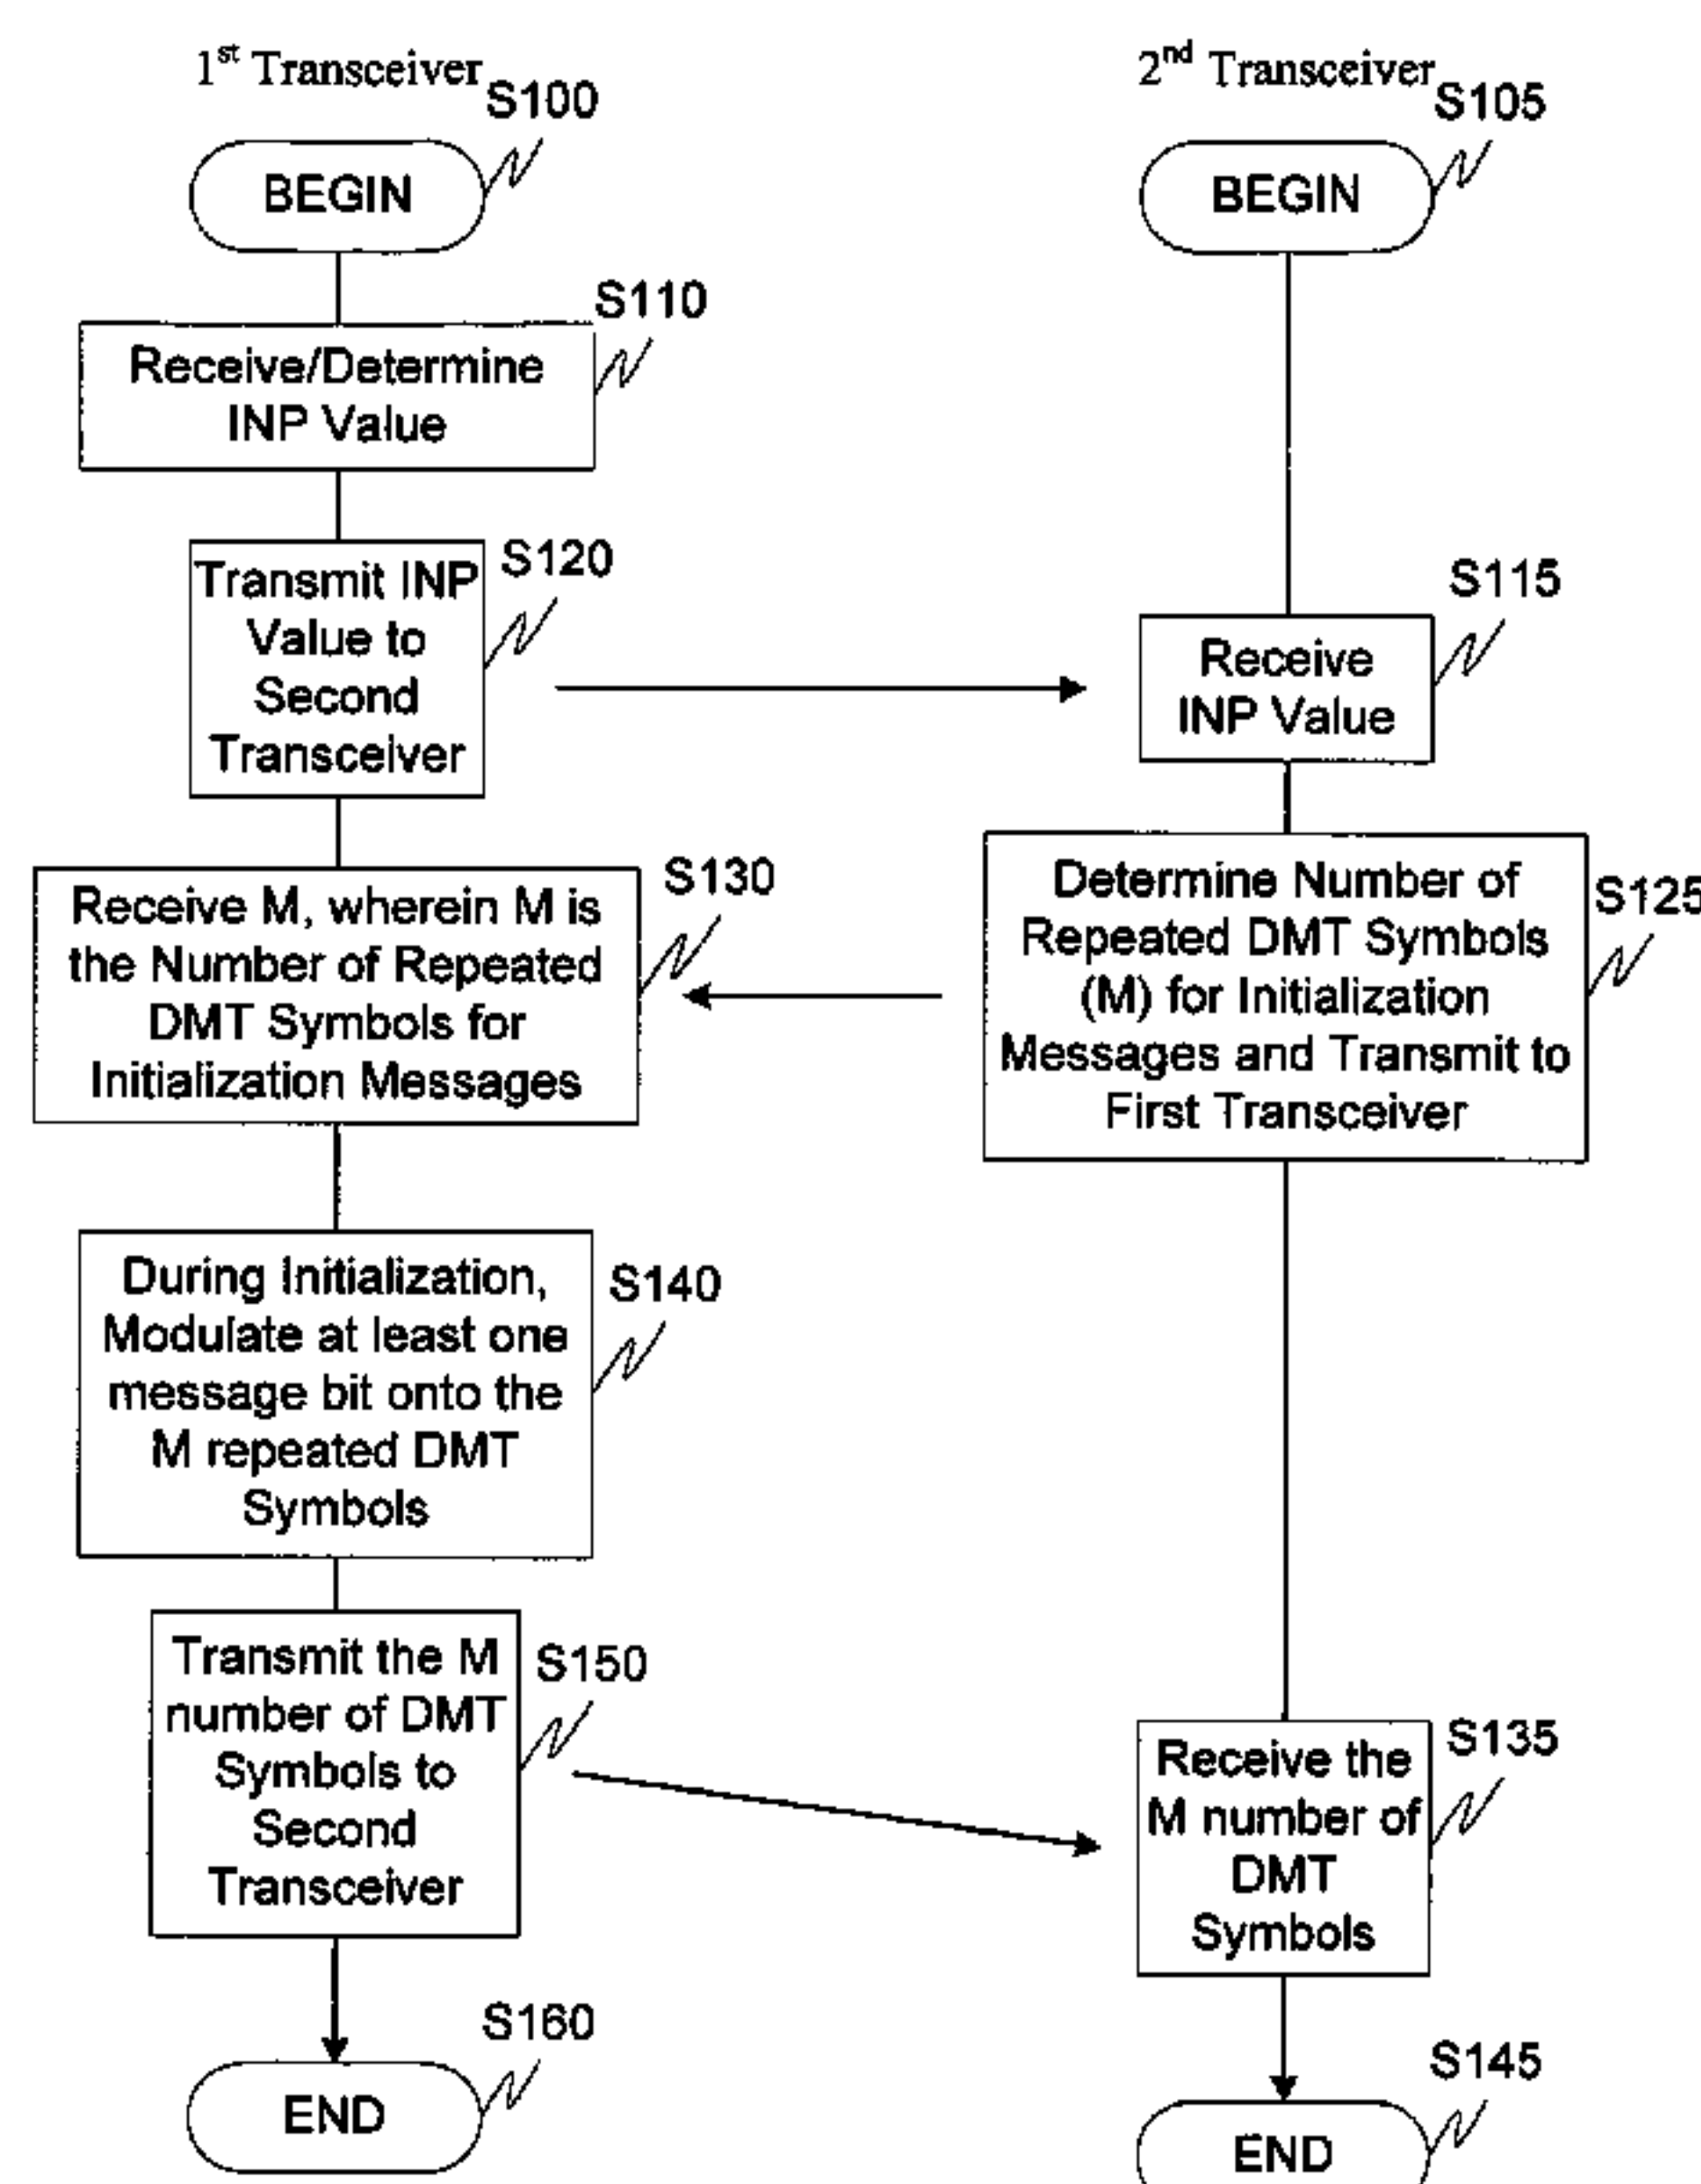 1st Transceiver
S100
BEGIN
S110
Receive/Determine
INP Value
S120
Transmit INP
Value to
Second
Transceiver
S130
Receive M, wherein M is
the Number of Repeated
DMT Symbols for
Initialization Messages
S140
During Initialization,
Modulate at least one
message bit onto the
M repeated DMT
Symbols
S150
Transmit the M
number of DMT
Symbols to
Second
Transceiver
S160
END
2nd Transceiver
S105
BEGIN
S115
Receive
INP Value
S125
Determine Number of
Repeated DMT Symbols
(M) for Initialization
Messages and Transmit to
First Transceiver
S135
Receive the
M number of
DMT
Symbols
S145
END